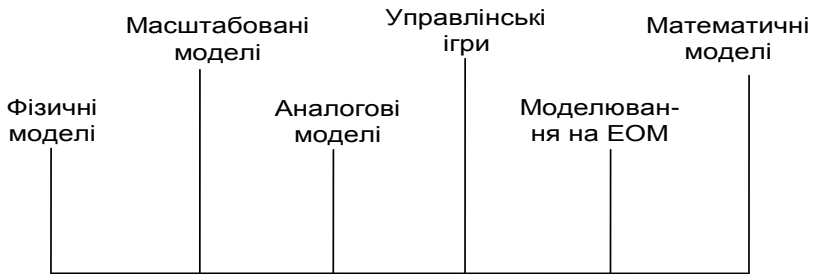 Фізичні
моделі
Масштабовані
моделі
Аналогові
моделі
Управлінські
ігри
Моделюван-
ня на ЕОМ
Математичні
моделі